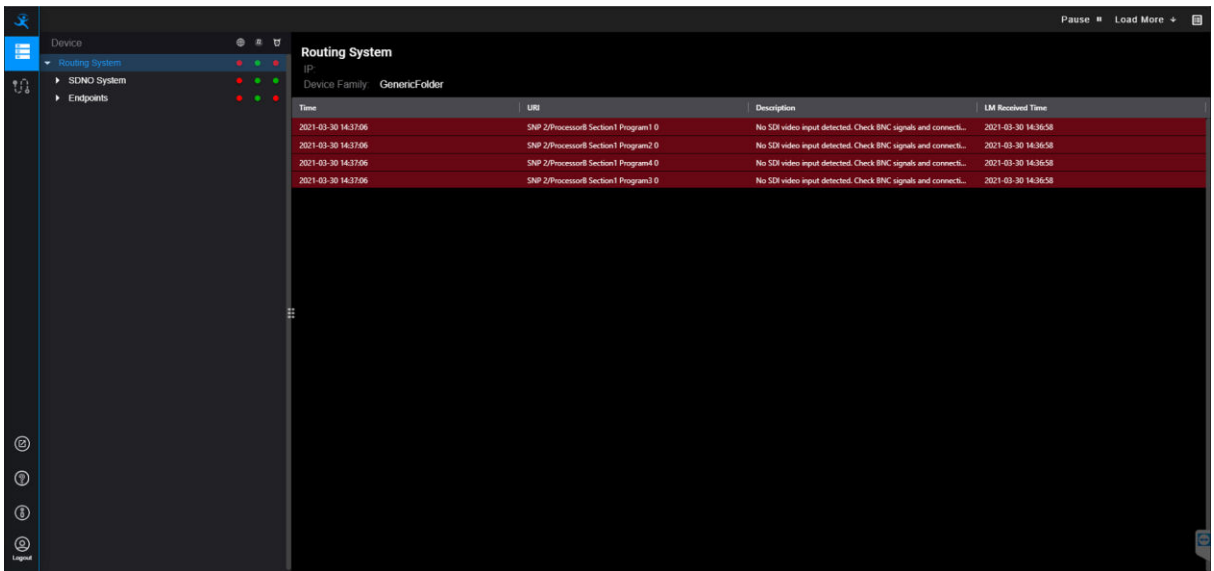 Pause Load More
Device
Routing System
SDNO System
Endpoints
Routing System
IP:
Device Family: GenericFolder
Time URI Description LM Received Time
2021-03-30 14:37:06 SNP 2/ProcessorB Section1 Program1 0 No SDI video input detected. Check BNC signals and connecti... 2021-03-30 14:36:58
2021-03-30 14:37:06 SNP 2/ProcessorB Section1 Program2 0 No SDI video input detected. Check BNC signals and connecti... 2021-03-30 14:36:58
2021-03-30 14:37:06 SNP 2/ProcessorB Section1 Program4 0 No SDI video input detected. Check BNC signals and connecti... 2021-03-30 14:36:58
2021-03-30 14:37:06 SNP 2/ProcessorB Section1 Program3 0 No SDI video input detected. Check BNC signals and connecti... 2021-03-30 14:36:58
Logout